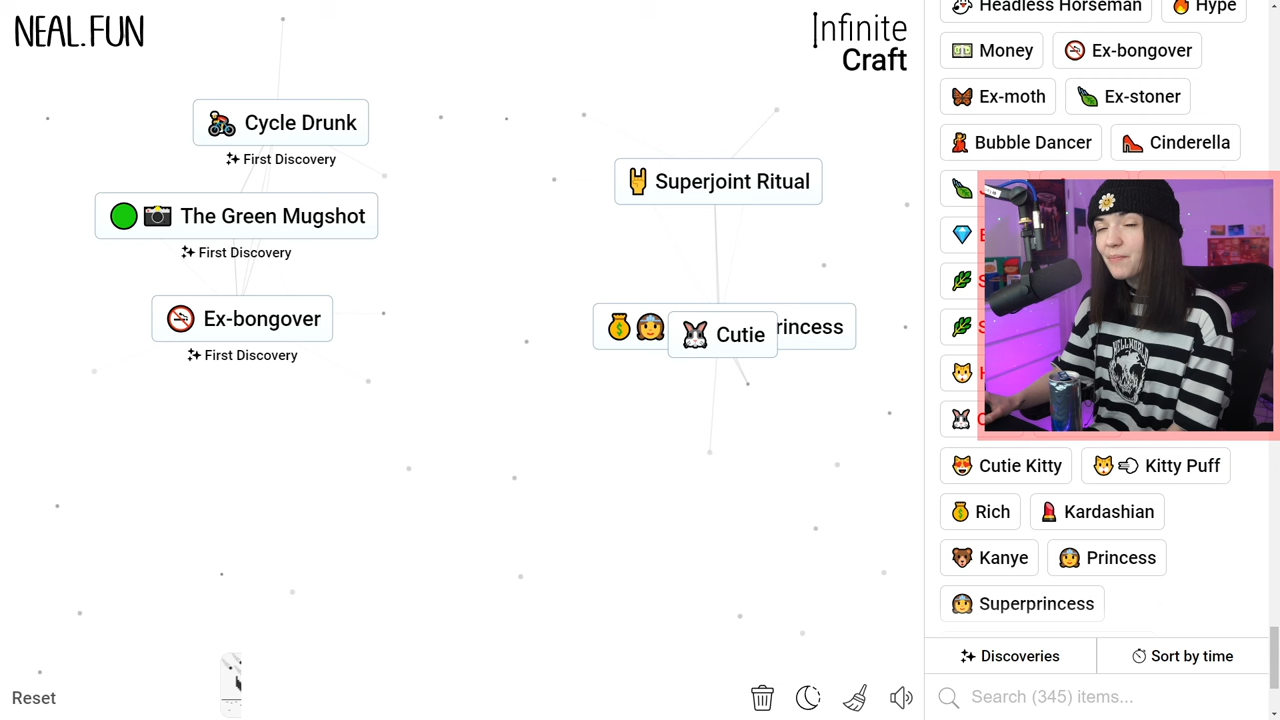 NEAL.FUN
Infinite
Craft
Cycle Drunk
First Discovery
The Green Mugshot
First Discovery
Ex-bongover
First Discovery
Superjoint Ritual
rincess
Cutie
Reset
Headless Horseman
Hype
Money
Ex-bongover
Ex-moth
Ex-stoner
Bubble Dancer
Cinderella
HELLWORLD
Cutie Kitty
Kitty Puff
Rich
Kardashian
Kanye
Princess
Superprincess
Discoveries
Sort by time
Search (345) items...